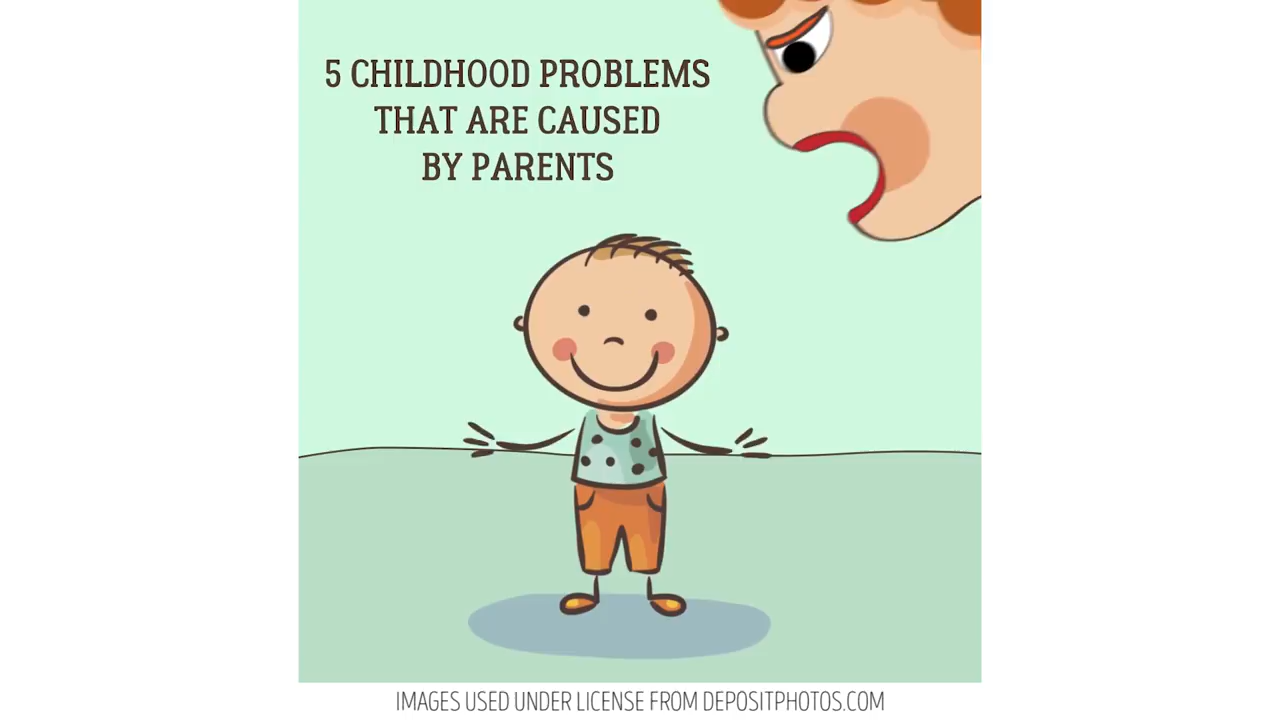 5 CHILDHOOD PROBLEMS
THAT ARE CAUSED
BY PARENTS
IMAGES USED UNDER LICENSE FROM DEPOSITPHOTOS.COM